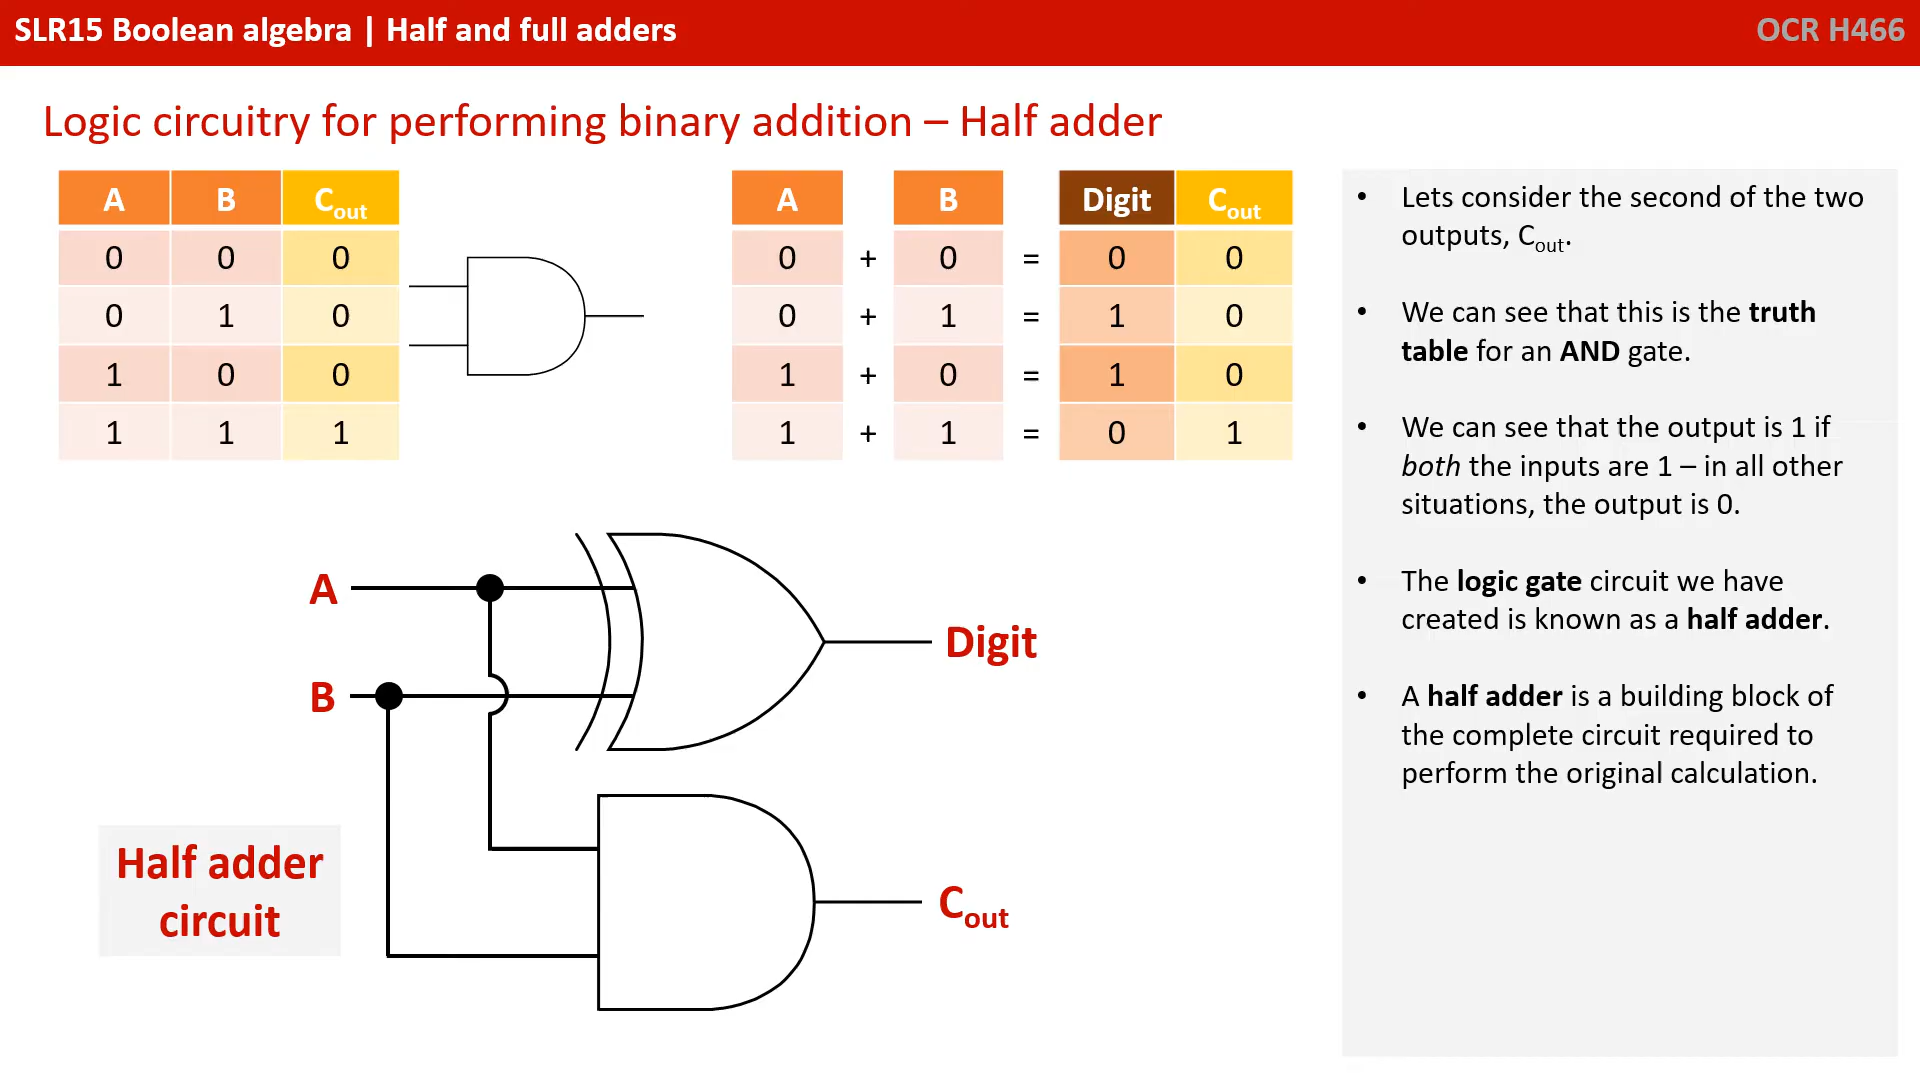 SLR15 Boolean algebra | Half and full adders
OCR H466
Logic circuitry for performing binary addition – Half adder
A B Cout
0 0 0
0 1 0
1 0 0
1 1 1
A B Digit Cout
0 + 0 = 0 0
0 + 1 = 1 0
1 + 0 = 1 0
1 + 1 = 0 1
• Lets consider the second of the two
outputs, Cout.
• We can see that this is the truth
table for an AND gate.
• We can see that the output is 1 if
both the inputs are 1 – in all other
situations, the output is 0.
• The logic gate circuit we have
created is known as a half adder.
• A half adder is a building block of
the complete circuit required to
perform the original calculation.
A
B
Digit
Cout
Half adder
circuit